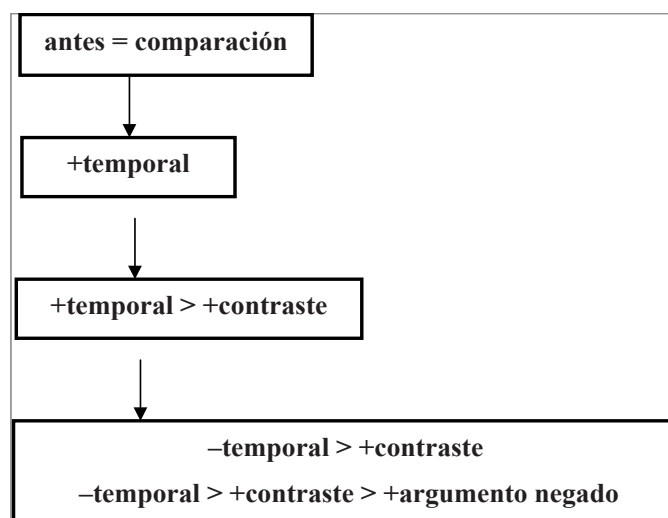 antes = comparación
+temporal
+temporal > +contraste
–temporal > +contraste
–temporal > +contraste > +argumento negado